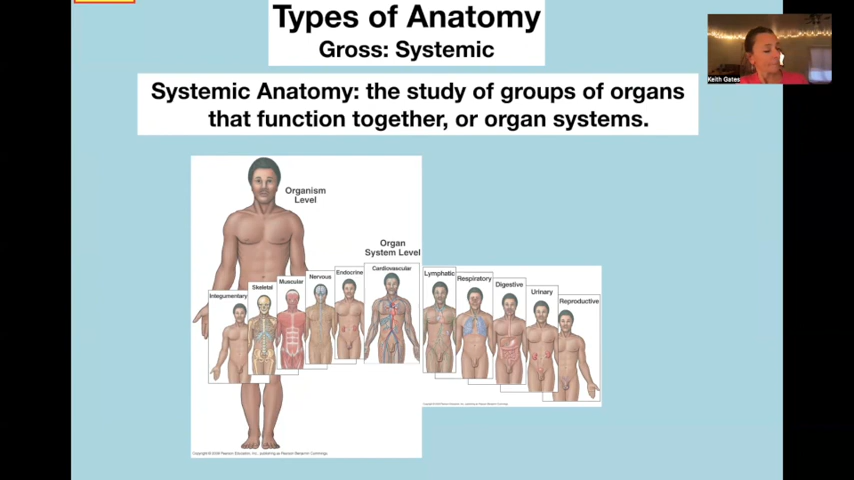 Types of Anatomy
Gross: Systemic
Keith Gates
Systemic Anatomy: the study of groups of organs
that function together, or organ systems.
Organism
Level
Organ
System Level
Integumentary
Skeletal
Muscular
Nervous
Endocrine
Cardiovascular
Lymphatic
Respiratory
Digestive
Urinary
Reproductive